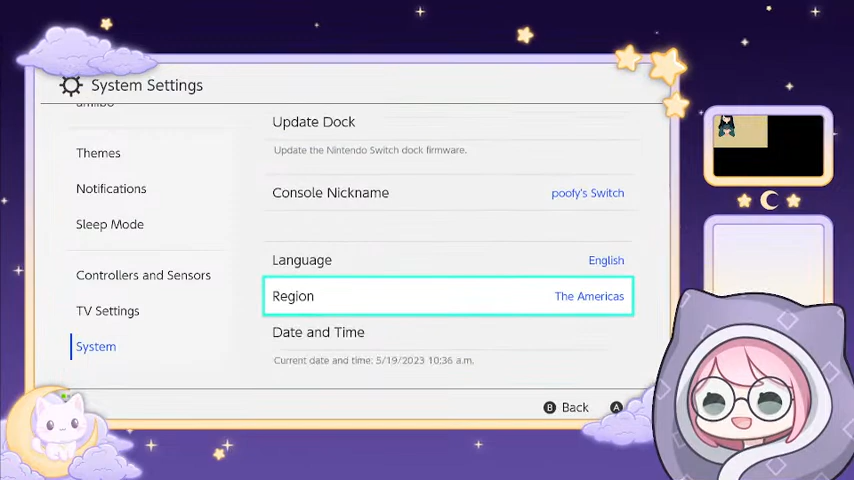 System Settings
amiibo
Themes
Notifications
Sleep Mode
Controllers and Sensors
TV Settings
System
Update Dock
Update the Nintendo Switch dock firmware.
Console Nickname poofy's Switch
Language English
Region The Americas
Date and Time
Current date and time: 5/19/2023 10:36 a.m.
B Back A